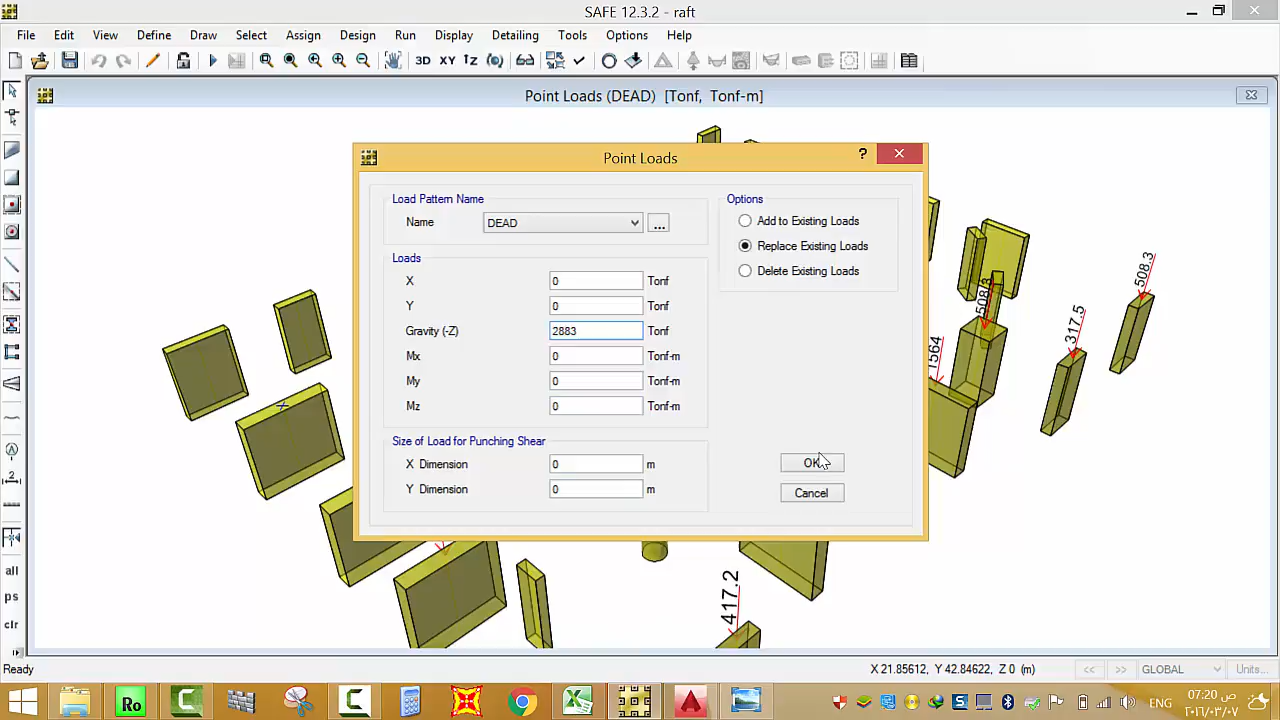 SAFE 12.3.2 - raft
File Edit View Define Draw Select Assign Design Run Display Detailing Tools Options Help
3D XY
Point Loads (DEAD) [Tonf, Tonf-m]
Point Loads
?
Load Pattern Name
Name DEAD ...
Options
Add to Existing Loads
Replace Existing Loads
Delete Existing Loads
Loads
X 0 Tonf
Y 0 Tonf
Gravity (-Z) 2883 Tonf
Mx 0 Tonf-m
My 0 Tonf-m
Mz 0 Tonf-m
Size of Load for Punching Shear
X Dimension 0 m
Y Dimension 0 m
OK
Cancel
508.3
317.5
508.3
1564
417.2
all
ps
clr
Ready
X 21.85612, Y 42.84622, Z 0 (m)
<< >> GLOBAL Units...
Ro
ENG
07:20 ص